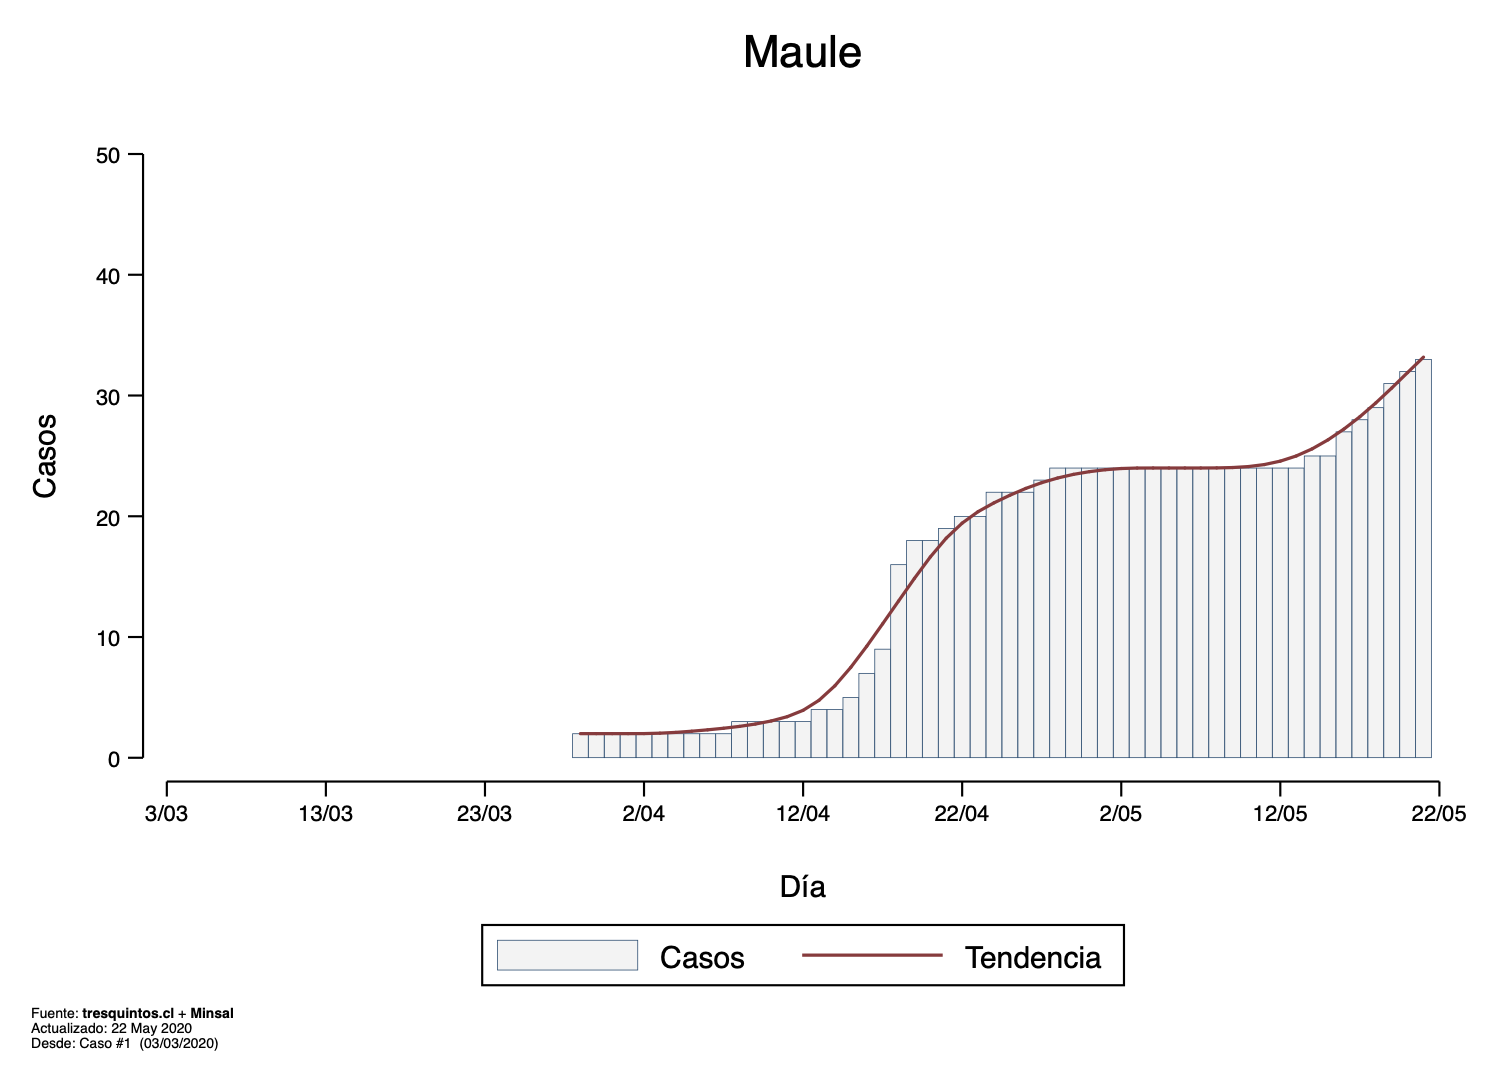 Maule
50
40
30
20
10
0
Casos
3/03 13/03 23/03 2/04 12/04 22/04 2/05 12/05 22/05
Día
Casos Tendencia
Fuente: tresquintos.cl + Minsal
Actualizado: 22 May 2020
Desde: Caso #1 (03/03/2020)